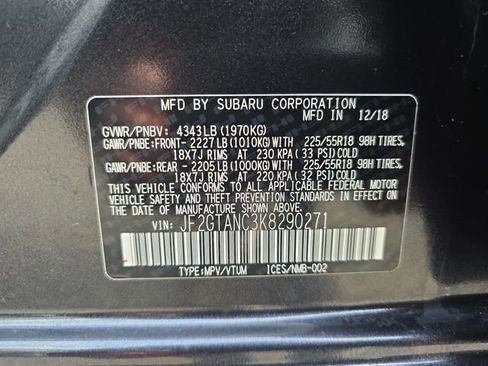 MFD BY SUBARU CORPORATION 12/18
GVWR/PNBV: 4343LB (1970KG)
GAWR/PNBE:FRONT- 2227LB (1010KG) WITH 225/55R18 98H TIRES,
18X7J RIMS AT 230 KPA (33 PSI) COLD
GAWR/PNBE:REAR - 2205LB (1000KG) WITH 225/55R18 98H TIRES,
18X7J RIMS AT 220 KPA (32 PSI) COLD
THIS VEHICLE CONFORMS TO ALL APPLICABLE FEDERAL MOTOR
VEHICLE SAFETY AND THEFT PREVENTION STANDARDS
IN EFFECT ON THE DATE OF MANUFACTURE SHOWN ABOVE.
VIN: JF2GTANC3K8290271
TYPE:MPV/VTUM ICES/NMB-002